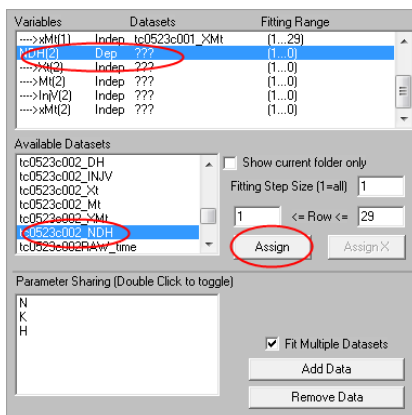 Variables Datasets Fitting Range
---->xMt(1) Indep tc0523c001_XMt (1...29)
NDH(2) Dep ??? (1...0)
---->Xt(2) Indep ??? (1...0)
---->Mt(2) Indep ??? (1...0)
---->InjV(2) Indep ??? (1...0)
---->xMt(2) Indep ??? (1...0)
Available Datasets
tc0523c002_DH
tc0523c002_INJV
tc0523c002_Xt
tc0523c002_Mt
tc0523c002_XMt
tc0523c002_NDH
tc0523c002RAW_time
Show current folder only
Fitting Step Size (1=all) 1
1 <= Row <= 29
Assign Assign X
Parameter Sharing (Double Click to toggle)
N
K
H
Fit Multiple Datasets
Add Data
Remove Data